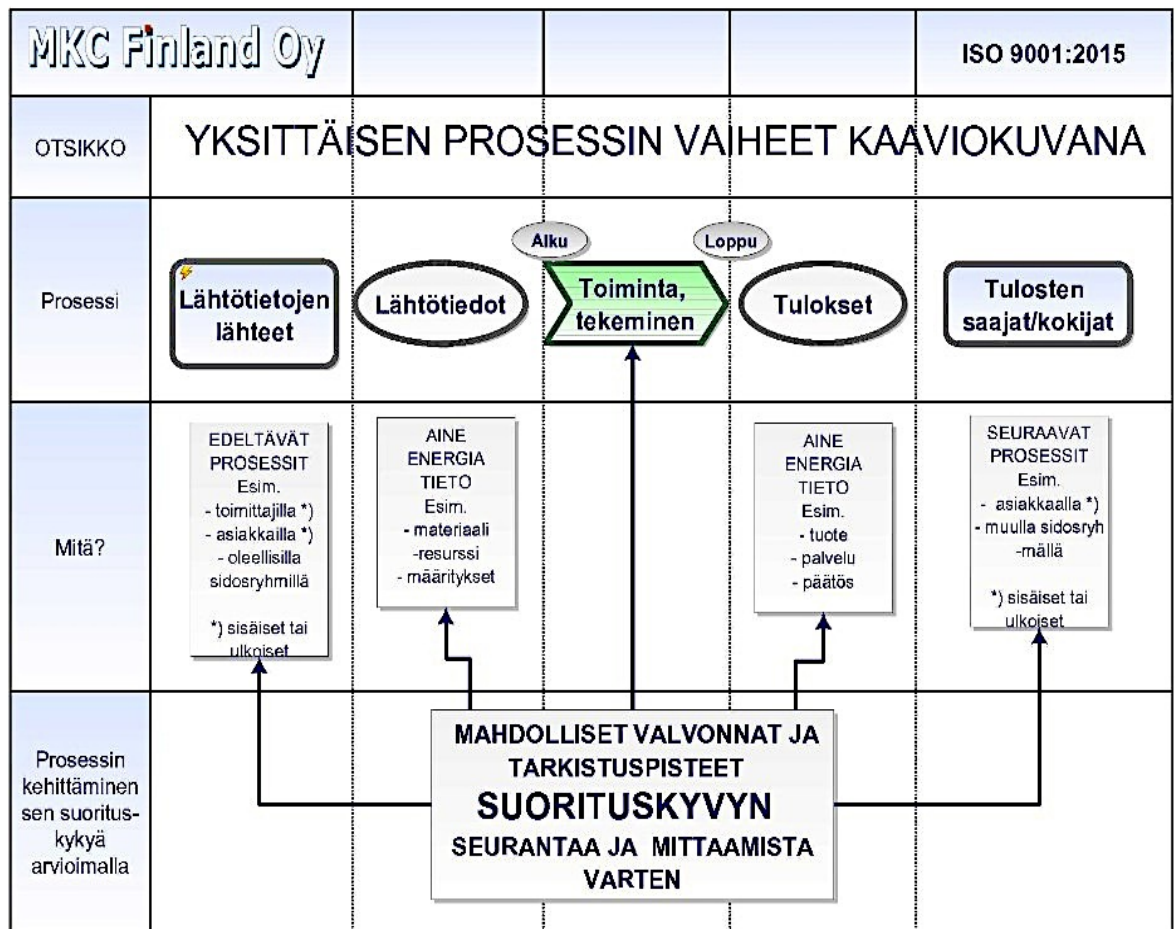 MKC Finland Oy
ISO 9001:2015
OTSIKKO
YKSITTÄISEN PROSESSIN VAIHEET KAAVIOKUVANA
Prosessi
Lähtötietojen
lähteet
Lähtötiedot
Alku
Toiminta,
tekeminen
Loppu
Tulokset
Tulosten
saajat/kokijat
Mitä?
EDELTÄVÄT
PROSESSIT
Esim.
- toimittajilla *)
- asiakkailla *)
- oleellisilla
sidosryhmillä
*) sisäiset tai
ulkoiset
AINE
ENERGIA
TIETO
Esim.
- materiaali
-resurssi
- määritykset
AINE
ENERGIA
TIETO
Esim.
- tuote
- palvelu
- päätös
SEURAAVAT
PROSESSIT
Esim.
- asiakkaalla *)
- muulla sidosryh
-mällä
*) sisäiset tai
ulkoiset
Prosessin
kehittäminen
sen suoritus-
kykyä
arvioimalla
MAHDOLLISET VALVONNAT JA
TARKISTUSPISTEET
SUORITUSKYVYN
SEURANTAA JA MITTAAMISTA
VARTEN